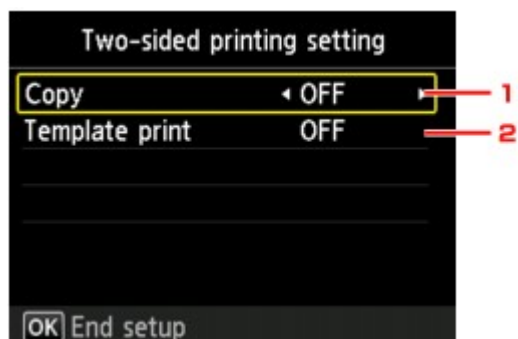 Two-sided printing setting
Copy OFF 1
Template print OFF 2
OK End setup